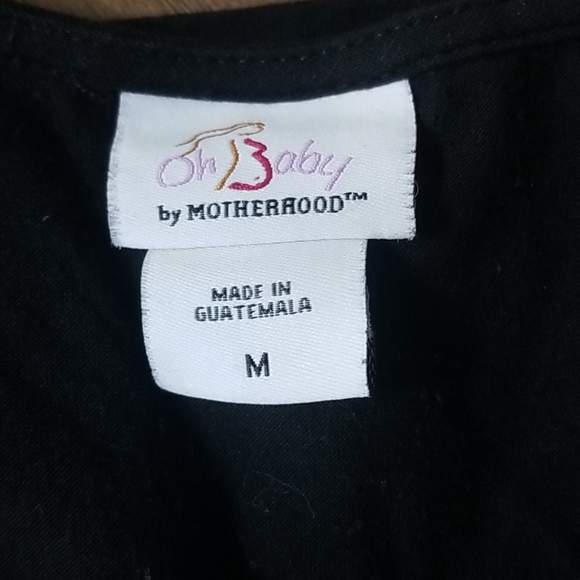 Oh Baby
by MOTHERHOOD™
MADE IN
GUATEMALA
M